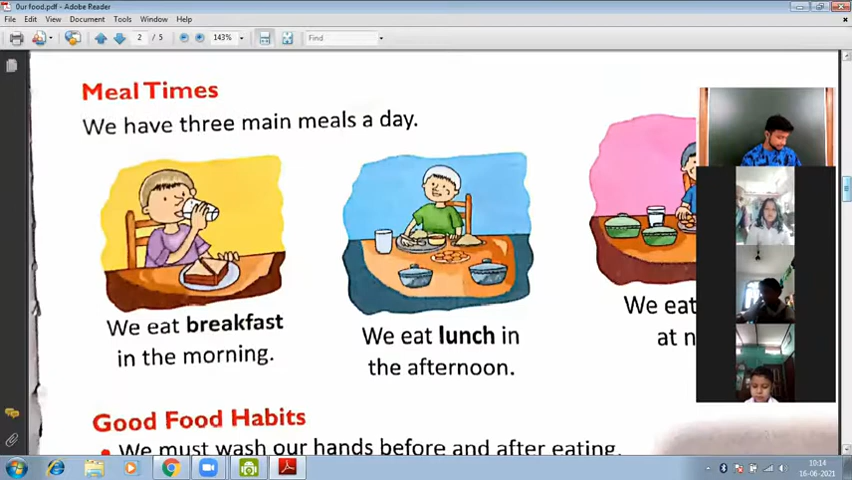 Our food.pdf - Adobe Reader
File Edit View Document Tools Window Help
2 / 5 143% Find
Meal Times
We have three main meals a day.
We eat breakfast
in the morning.
We eat lunch in
the afternoon.
We eat
at n
Good Food Habits
We must wash our hands before and after eating.
10:14
16-06-2021